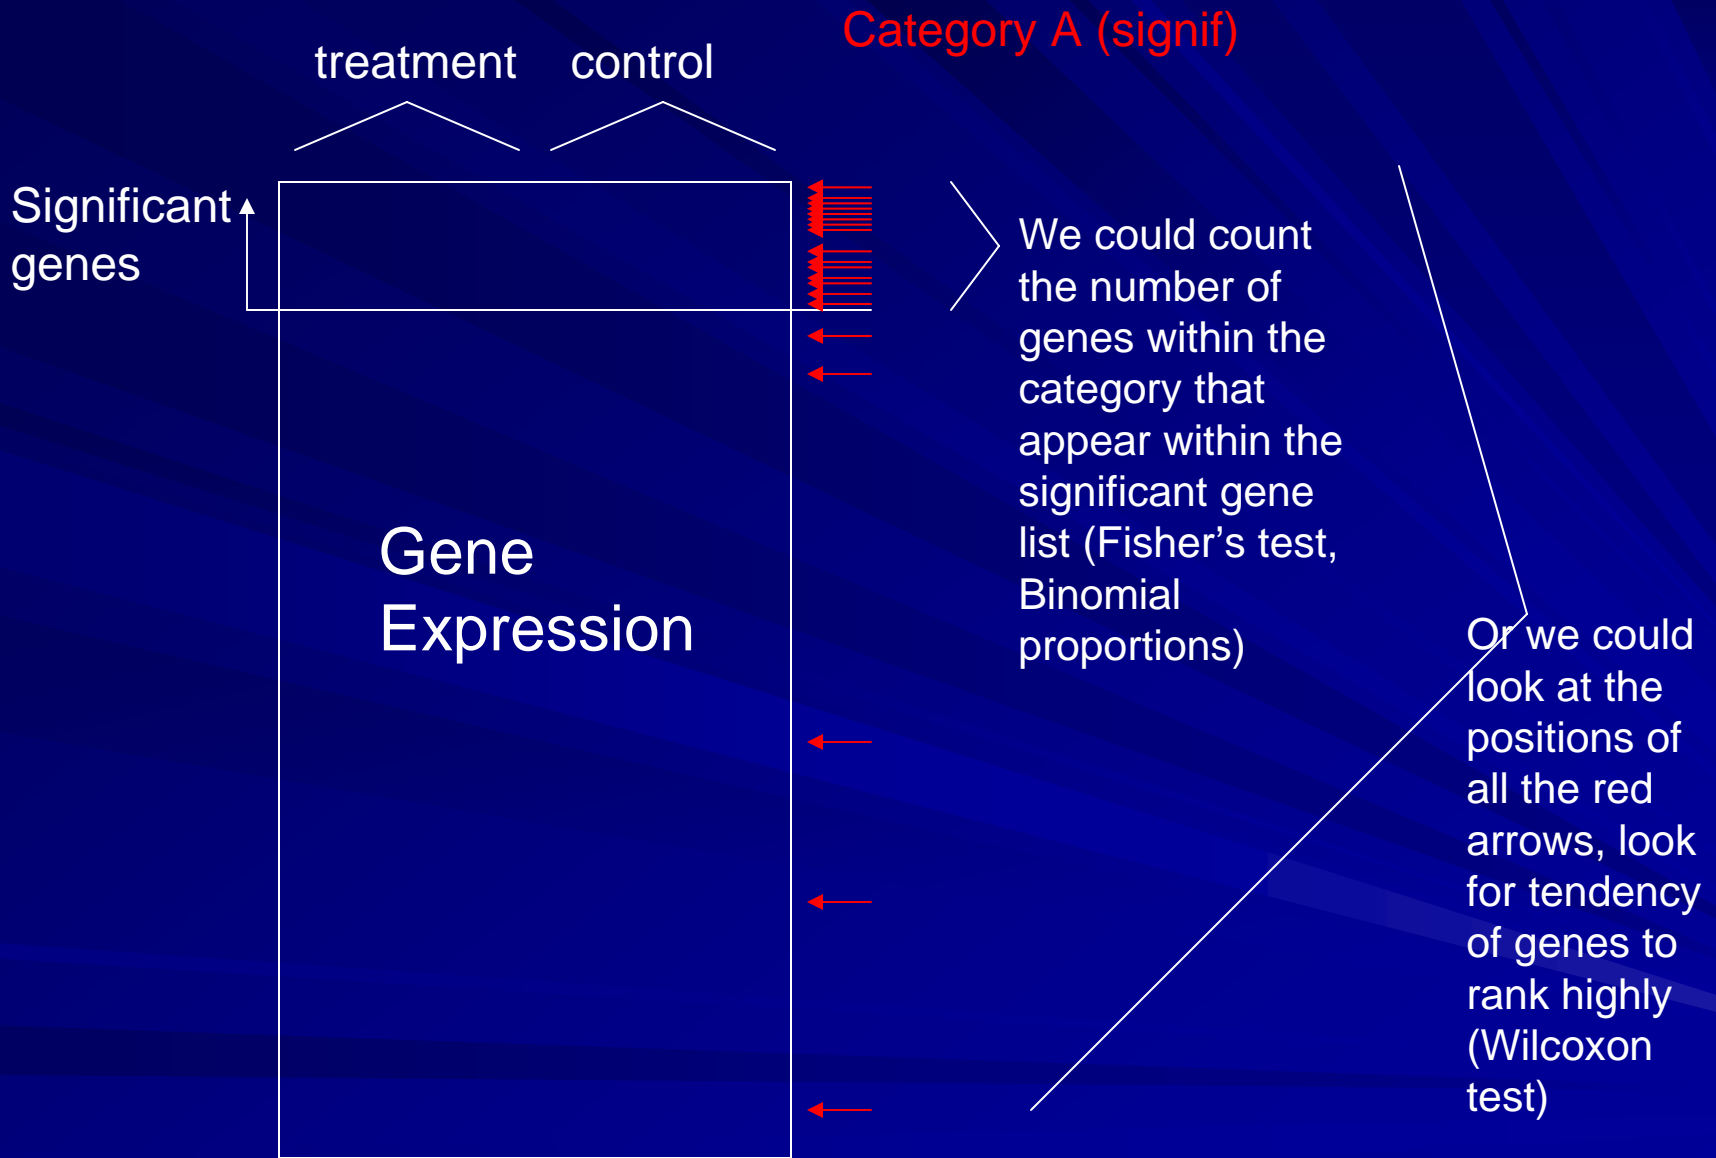 Category A (signif)
treatment control
Significant
genes
We could count
the number of
genes within the
category that
appear within the
significant gene
list (Fisher’s test,
Binomial
proportions)
Gene
Expression
Or we could
look at the
positions of
all the red
arrows, look
for tendency
of genes to
rank highly
(Wilcoxon
test)